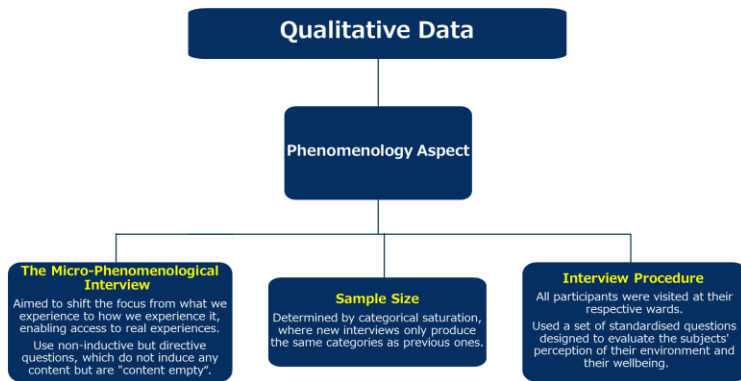 Qualitative Data
Phenomenology Aspect
The Micro-Phenomenological
Interview
Aimed to shift the focus from what we
experience to how we experience it,
enabling access to real experiences.
Use non-inductive but directive
questions, which do not induce any
content but are "content empty".
Sample Size
Determined by categorical saturation,
where new interviews only produce
the same categories as previous ones.
Interview Procedure
All participants were visited at their
respective wards.
Used a set of standardised questions
designed to evaluate the subjects'
perception of their environment and
their wellbeing.